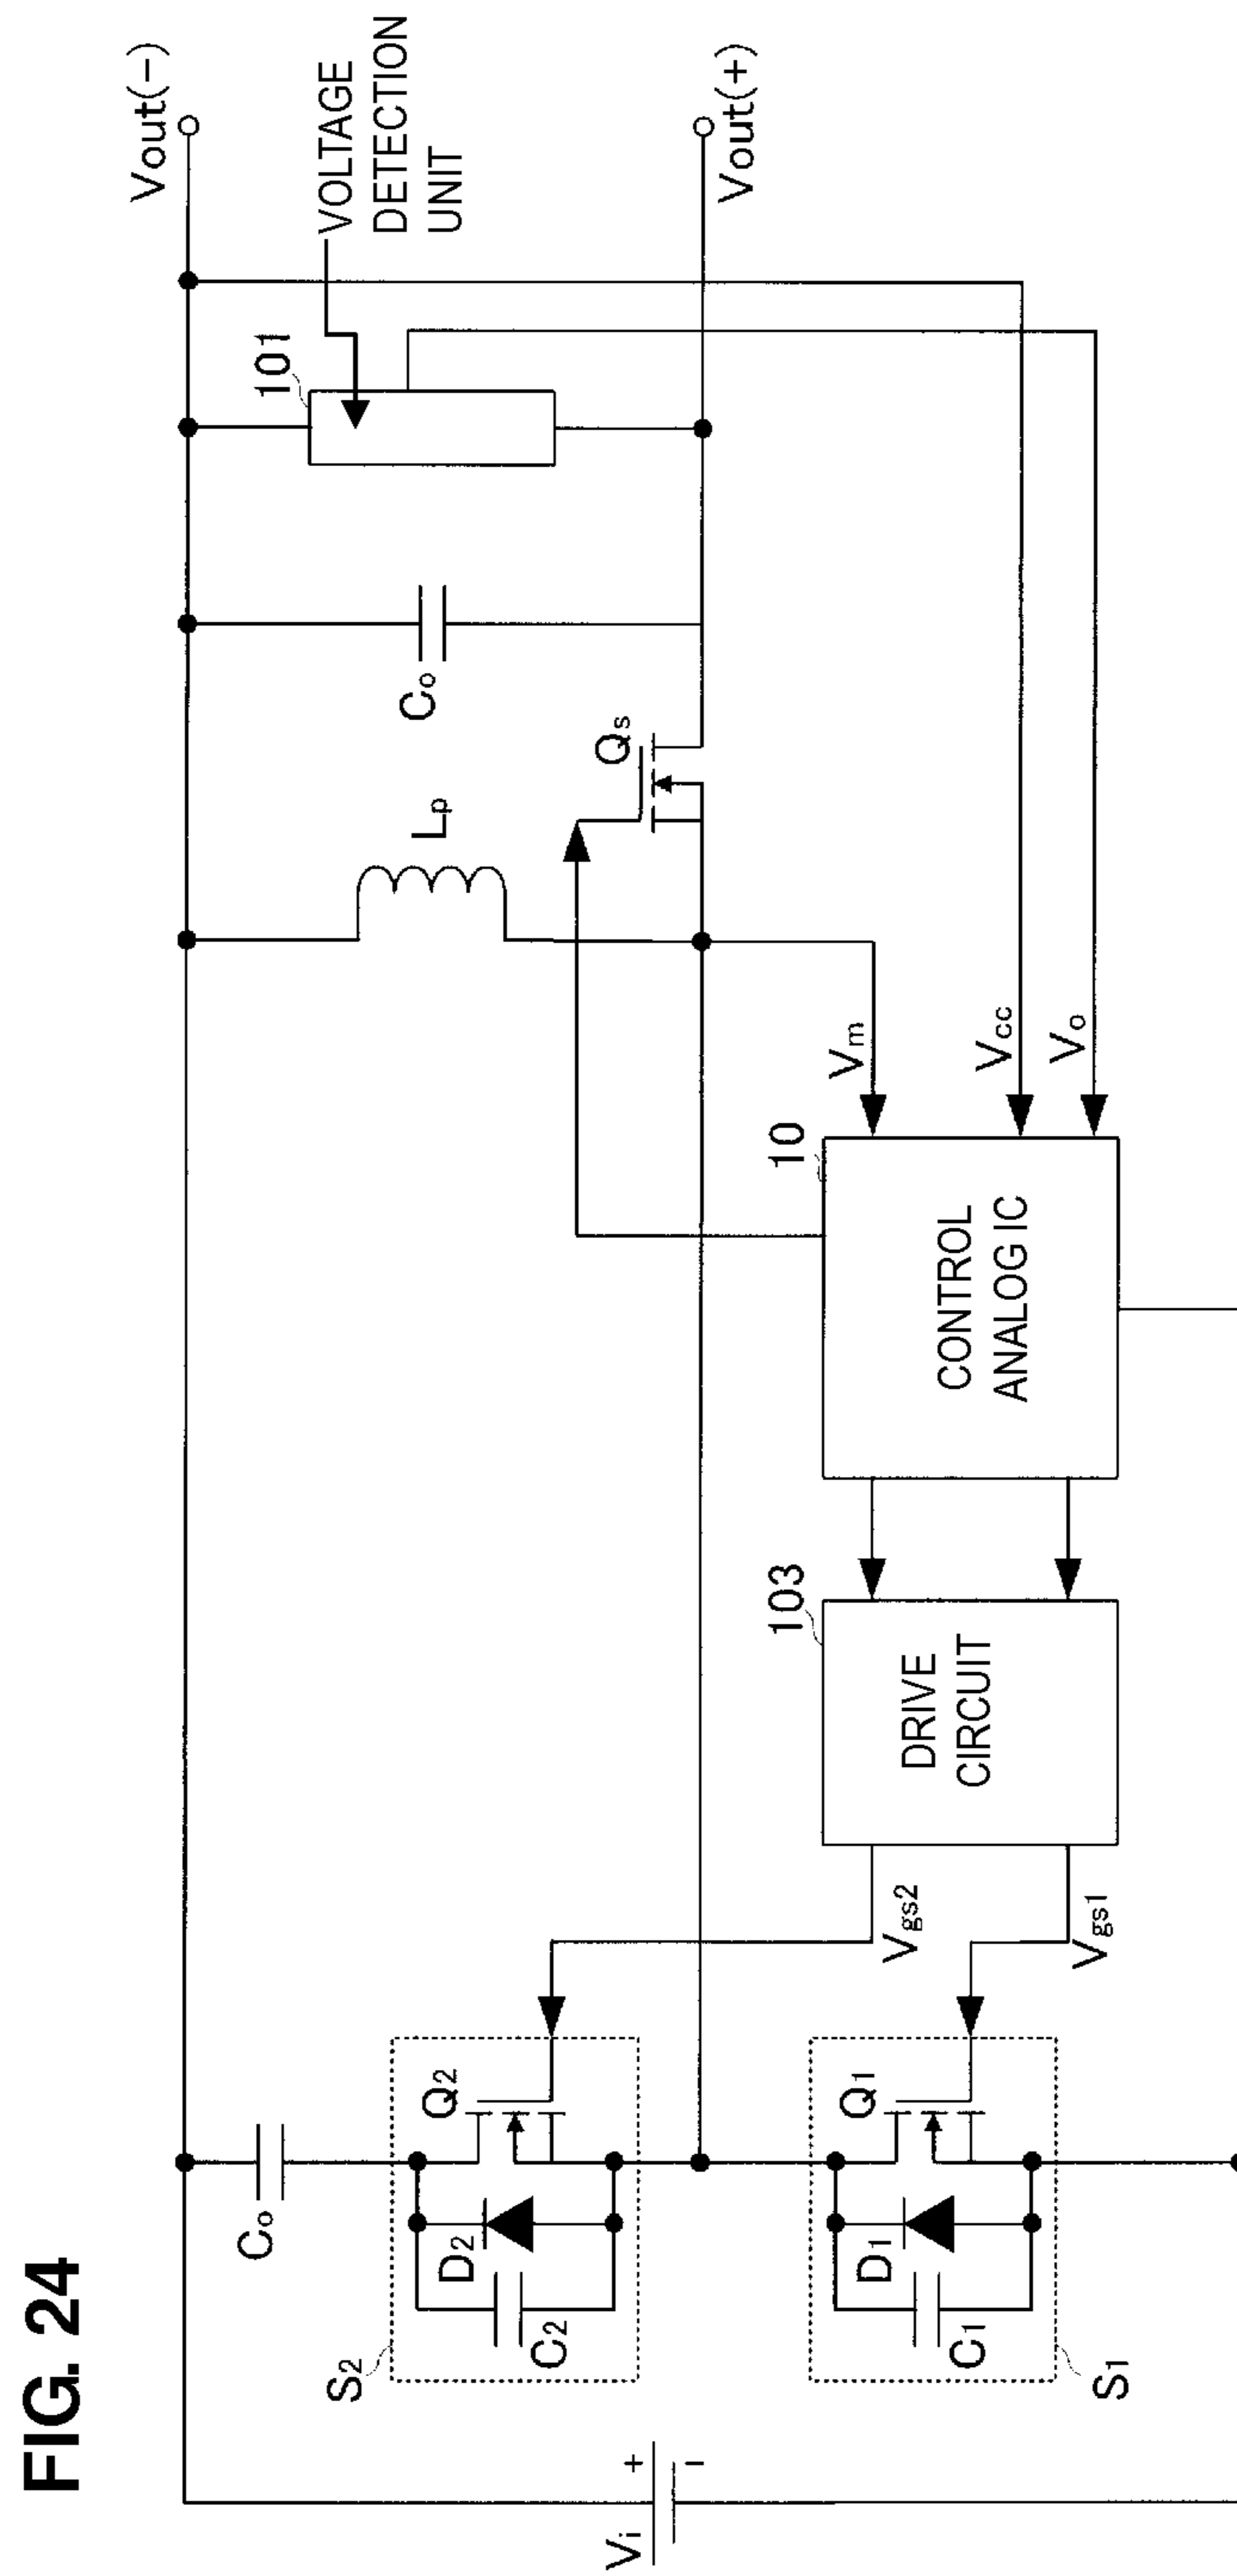 FIG. 24
Vout(-)
VOLTAGE
DETECTION
UNIT
101
Co
Lp
Qs
Vout(+)
Co
S2
Q2
D2
C2
Vi
+
-
Vgs2
103
DRIVE
CIRCUIT
10
CONTROL
ANALOG IC
Vm
Vcc
Vo
Vgs1
Q1
D1
C1
S1